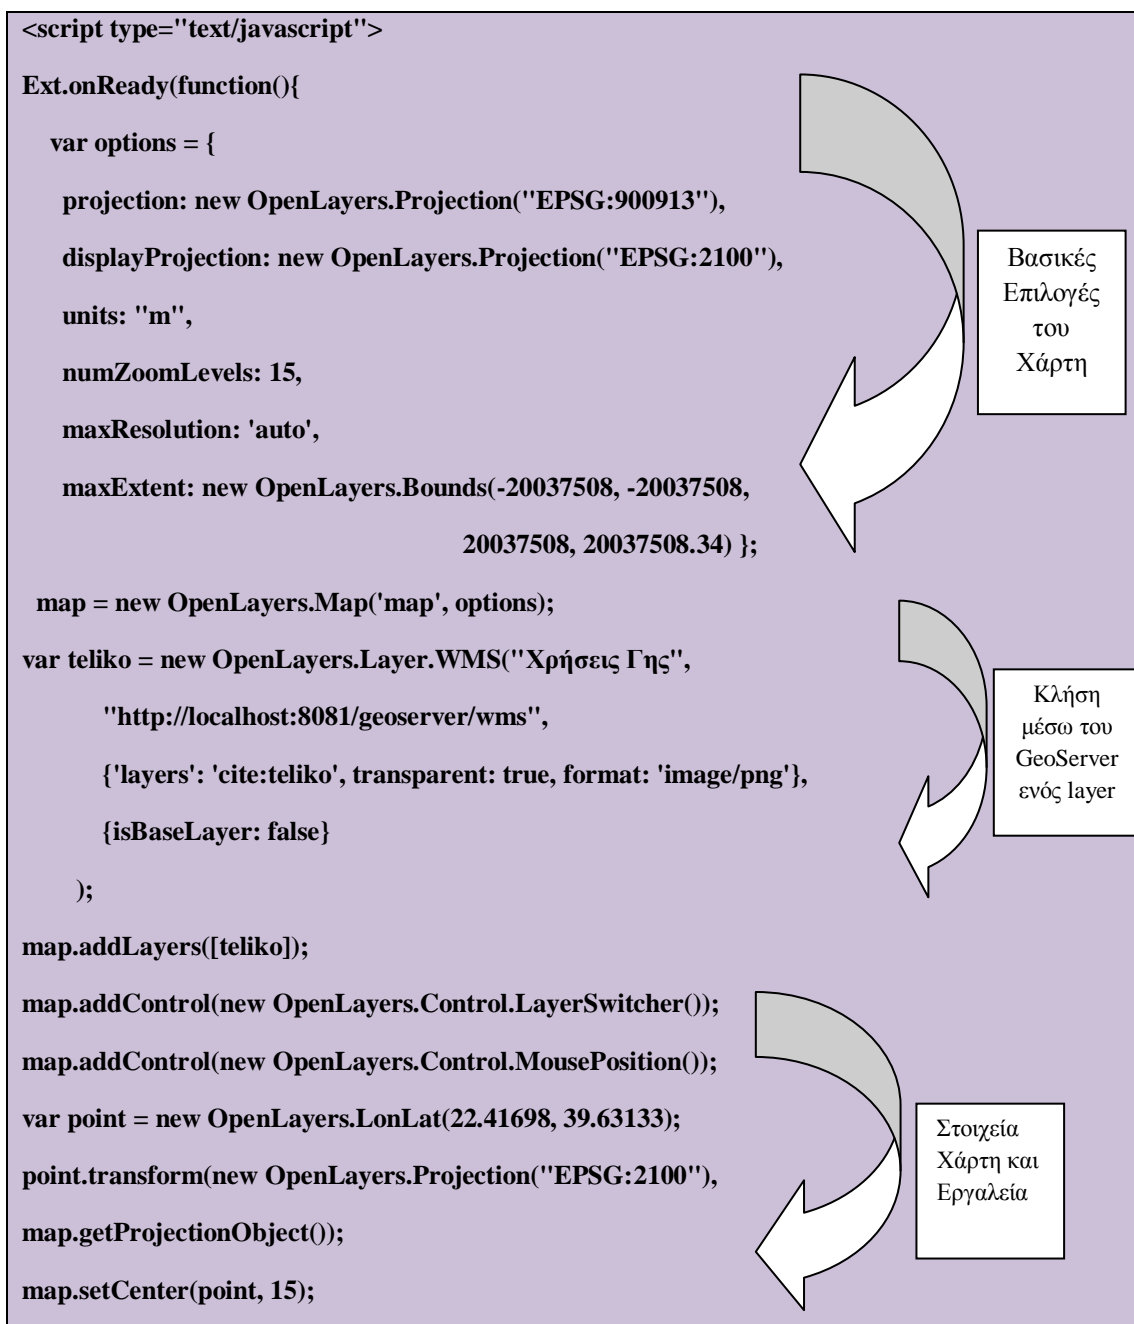 <script type="text/javascript">
Ext.onReady(function(){
var options = {
projection: new OpenLayers.Projection("EPSG:900913"),
displayProjection: new OpenLayers.Projection("EPSG:2100"),
units: "m",
numZoomLevels: 15,
maxResolution: 'auto',
maxExtent: new OpenLayers.Bounds(-20037508, -20037508,
20037508, 20037508.34) };
Βασικές
Επιλογές
του
Χάρτη
map = new OpenLayers.Map('map', options);
var teliko = new OpenLayers.Layer.WMS("Χρήσεις Γης",
"http://localhost:8081/geoserver/wms",
{'layers': 'cite:teliko', transparent: true, format: 'image/png'},
{isBaseLayer: false}
);
Κλήση
μέσω του
GeoServer
ενός layer
map.addLayers([teliko]);
map.addControl(new OpenLayers.Control.LayerSwitcher());
map.addControl(new OpenLayers.Control.MousePosition());
var point = new OpenLayers.LonLat(22.41698, 39.63133);
point.transform(new OpenLayers.Projection("EPSG:2100"),
map.getProjectionObject());
map.setCenter(point, 15);
Στοιχεία
Χάρτη και
Εργαλεία